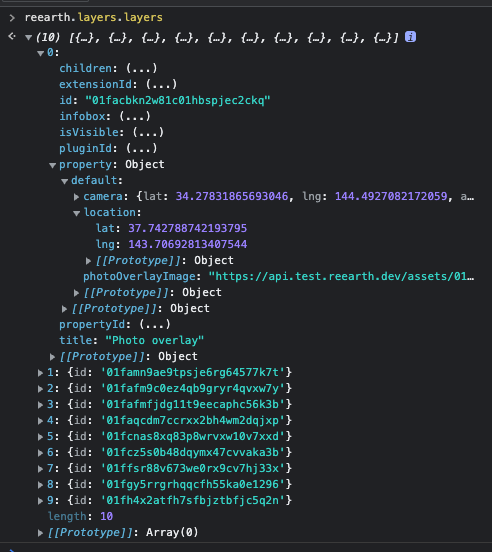 > reearth.layers.layers
(10) [{…}, {…}, {…}, {…}, {…}, {…}, {…}, {…}, {…}, {…}] i
0:
children: (...)
extensionId: (...)
id: "01facbkn2w81c01hbspjec2ckq"
infobox: (...)
isVisible: (...)
pluginId: (...)
property: Object
default:
camera: {lat: 34.27831865693046, lng: 144.4927082172059, a…
location:
lat: 37.742788742193795
lng: 143.70692813407544
[[Prototype]]: Object
photoOverlayImage: "https://api.test.reearth.dev/assets/01…
[[Prototype]]: Object
[[Prototype]]: Object
propertyId: (...)
title: "Photo overlay"
[[Prototype]]: Object
1: {id: '01famn9ae9tpsje6rg64577k7t'}
2: {id: '01fafm9c0ez4qb9gryr4qvxw7y'}
3: {id: '01fafmfjdg11t9eecaphc56k3b'}
4: {id: '01faqcdm7ccrxx2bh4wm2dqjxp'}
5: {id: '01fcnas8xq83p8wrvxw10v7xxd'}
6: {id: '01fcz5s0b48dqymx47cvvaka3b'}
7: {id: '01ffsr88v673we0rx9cv7hj33x'}
8: {id: '01fgy5rrgrhqqcfh55ka0e1296'}
9: {id: '01fh4x2atfh7sfbjztbfjc5q2n'}
length: 10
[[Prototype]]: Array(0)